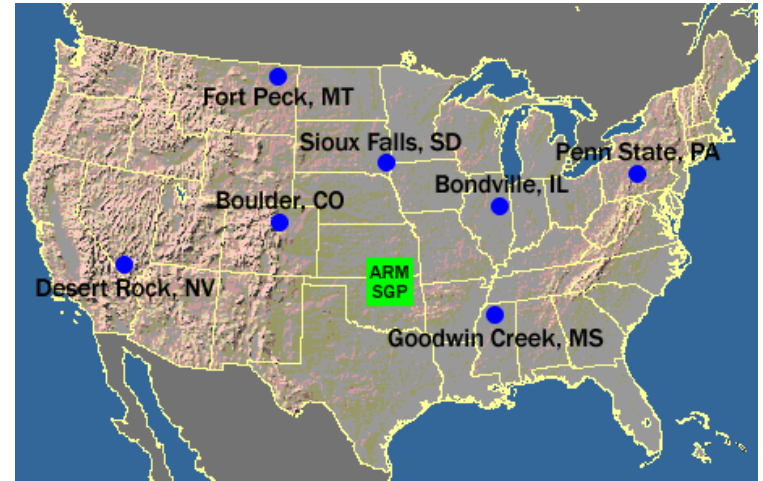 Fort Peck, MT
Sioux Falls, SD
Penn State, PA
Bondville, IL
Boulder, CO
ARM
SGP
Desert Rock, NV
Goodwin Creek, MS